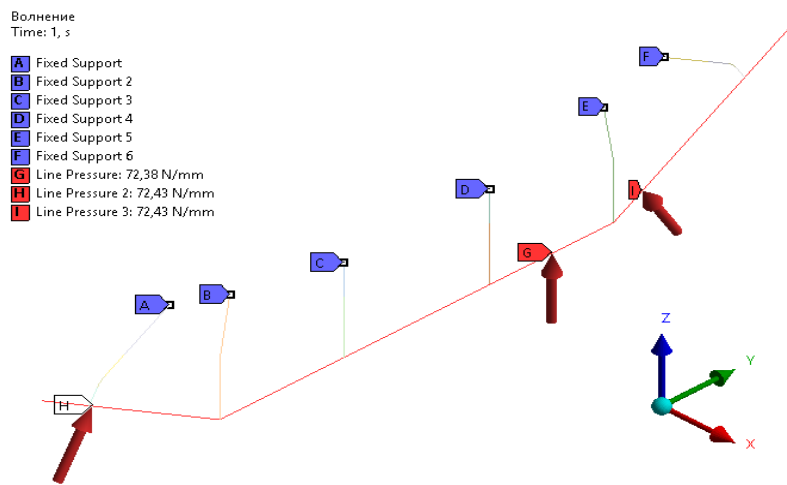 Волнение
Time: 1, s
A Fixed Support
B Fixed Support 2
C Fixed Support 3
D Fixed Support 4
E Fixed Support 5
F Fixed Support 6
G Line Pressure: 72,38 N/mm
H Line Pressure 2: 72,43 N/mm
I Line Pressure 3: 72,43 N/mm
F
E
D
I
G
C
A
B
H
Z
Y
X